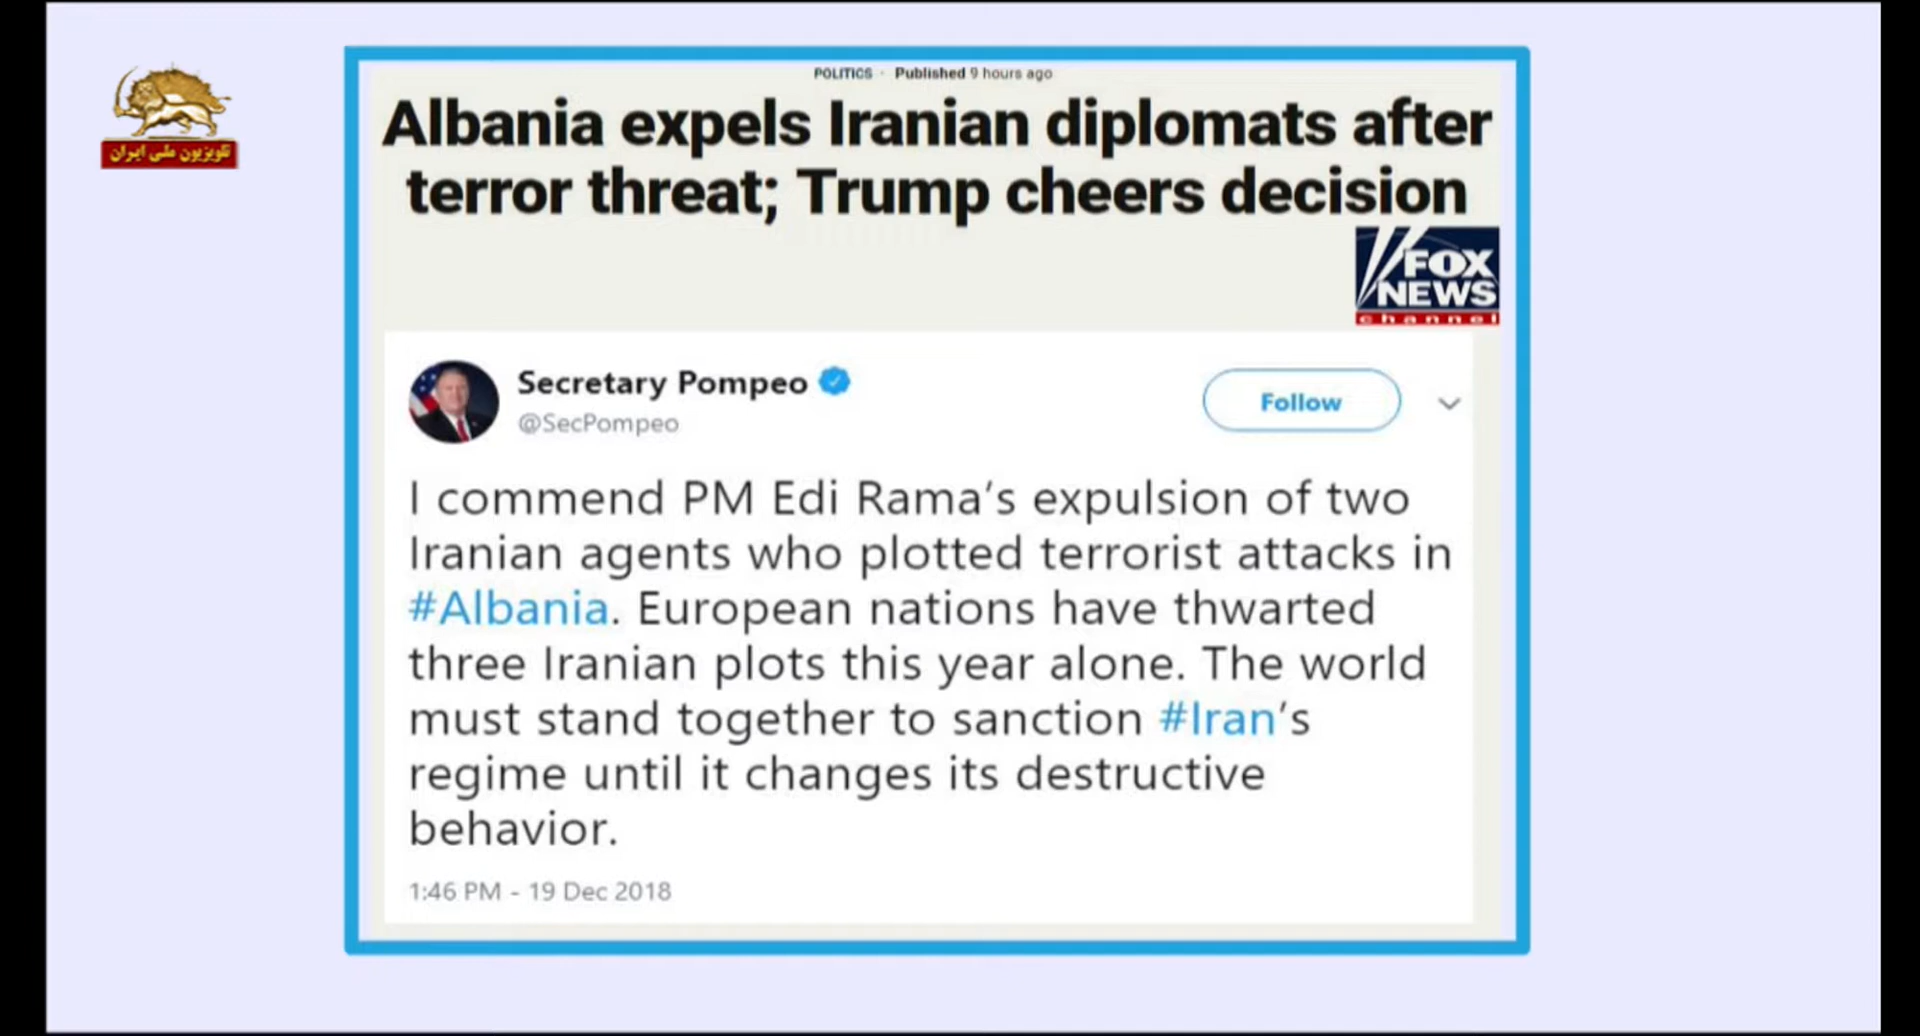 تلویزیون ملی ایران
POLITICS · Published 9 hours ago
Albania expels Iranian diplomats after
terror threat; Trump cheers decision
FOX
NEWS
channel
Secretary Pompeo
@SecPompeo
Follow
I commend PM Edi Rama's expulsion of two
Iranian agents who plotted terrorist attacks in
#Albania. European nations have thwarted
three Iranian plots this year alone. The world
must stand together to sanction #Iran's
regime until it changes its destructive
behavior.
1:46 PM - 19 Dec 2018